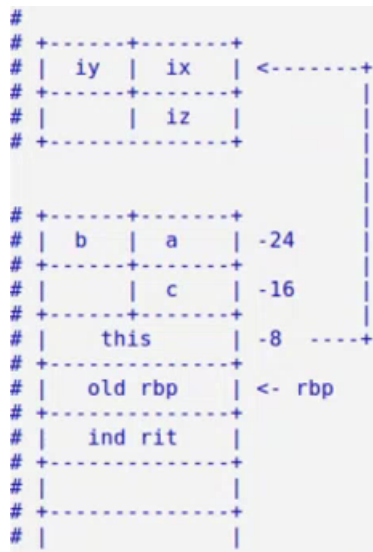 #
# +------+-------+
# |  iy  |  ix   | <-------+
# +------+-------+         |
# |      |  iz   |         |
# +--------------+         |
                           |
                           |
# +------+-------+         |
# |  b   |  a    | -24     |
# +------+-------+         |
# |      |  c    | -16     |
# +------+-------+         |
# |    this      | -8  ----+
# +--------------+
# |   old rbp    | <- rbp
# +--------------+
# |   ind rit    |
# +--------------+
# |              |
# +--------------+
# |              |